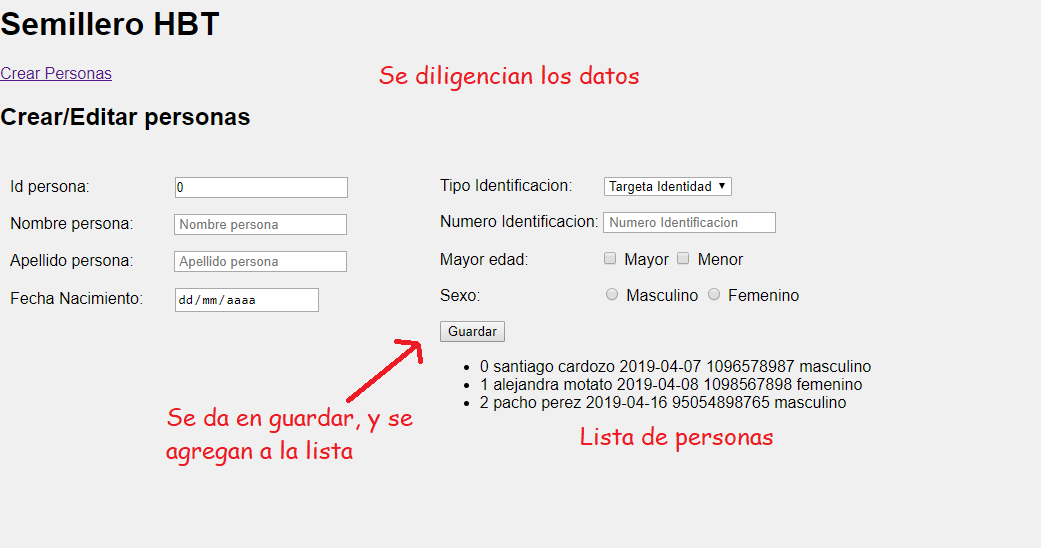 Semillero HBT
Crear Personas
Se diligencian los datos
Crear/Editar personas
Id persona: 0
Nombre persona: Nombre persona
Apellido persona: Apellido persona
Fecha Nacimiento: dd/mm/aaaa
Tipo Identificacion: Targeta Identidad
Numero Identificacion: Numero Identificacion
Mayor edad: Mayor Menor
Sexo: Masculino Femenino
Guardar
0 santiago cardozo 2019-04-07 1096578987 masculino
1 alejandra motato 2019-04-08 1098567898 femenino
2 pacho perez 2019-04-16 95054898765 masculino
Se da en guardar, y se
agregan a la lista
Lista de personas